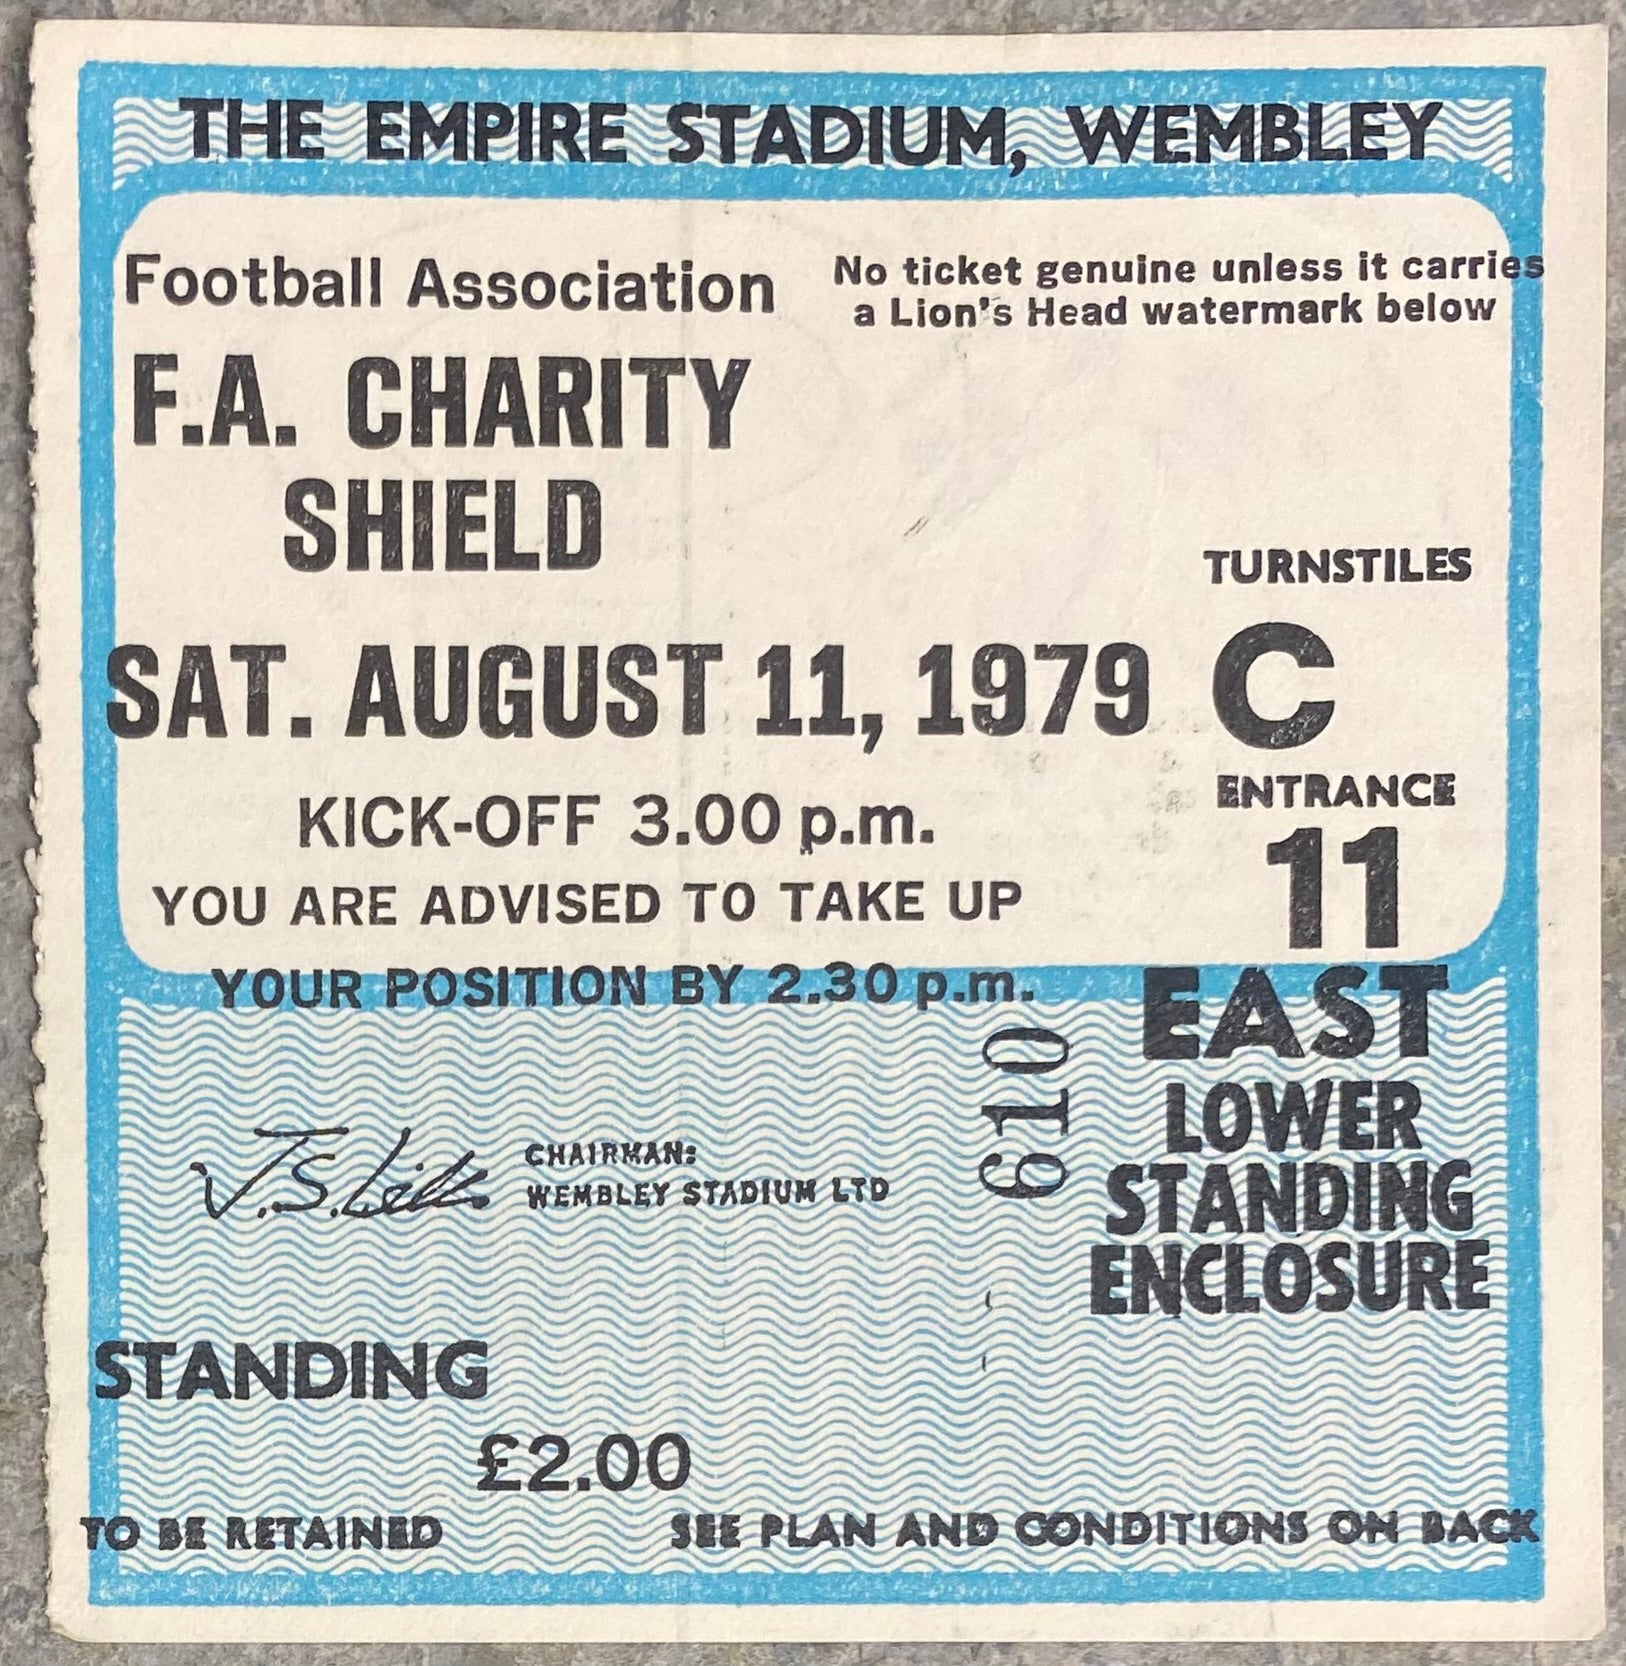 THE EMPIRE STADIUM, WEMBLEY
Football Association
No ticket genuine unless it carries
a Lion's Head watermark below
F.A. CHARITY
SHIELD
TURNSTILES
SAT. AUGUST 11, 1979
C
KICK-OFF 3.00 p.m.
ENTRANCE
11
YOU ARE ADVISED TO TAKE UP
YOUR POSITION BY 2.30 p.m.
EAST
LOWER
STANDING
ENCLOSURE
610
CHAIRMAN:
WEMBLEY STADIUM LTD
STANDING
£2.00
TO BE RETAINED
SEE PLAN AND CONDITIONS ON BACK